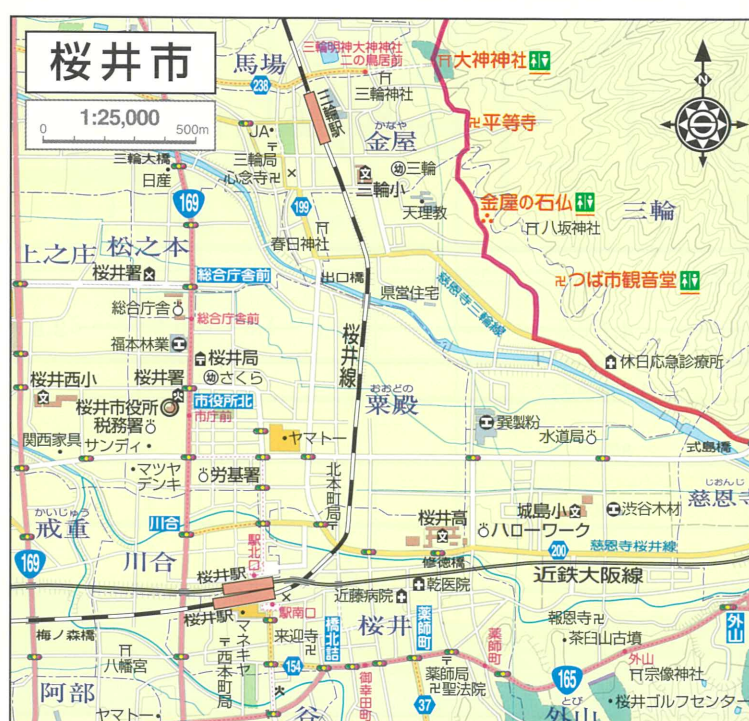 桜井市
1:25,000
0 500m
馬場
238
三輪明神大神神社
二の鳥居前
大神神社
三輪神社
三輪駅
平等寺
JA
かなや
金屋
三輪大橋
日産
三輪局
心念寺
幼 三輪
三輪小
文
天理教
169
199
金屋の石仏
八坂神社
三輪
春日神社
上之庄
松之本
桜井署
総合庁舎前
出口橋
県営住宅
つば市観音堂
慈恩寺三輪線
総合庁舎
総合庁舎前
桜井線
福本林業
桜井局
幼 さくら
休日応急診療所
桜井西小
文
桜井署
市役所北
桜井市役所
税務署
市庁前
おおどの
粟殿
巽製粉
水道局
式島橋
関西家具
サンディ
ヤマトー
マツヤ
デンキ
労基署
北本町局
じおんじ
慈恩寺
城島小
文
渋谷木材
かいじゅう
戒重
川合
桜井高
文
ハローワーク
169
川合
駅北口
修徳橋
200
慈恩寺桜井線
桜井駅
近鉄大阪線
近藤病院
乾医院
桜井駅
駅南口
梅ノ森橋
マネキヤ
来迎寺
橋北詰
桜井
薬師町
薬師町
報恩寺
茶臼山古墳
外山
八幡宮
西本町局
154
御幸田町
薬師局
聖法院
165
外山
宗像神社
阿部
ヤマトー
谷
37
とび
外山
桜井ゴルフセンター